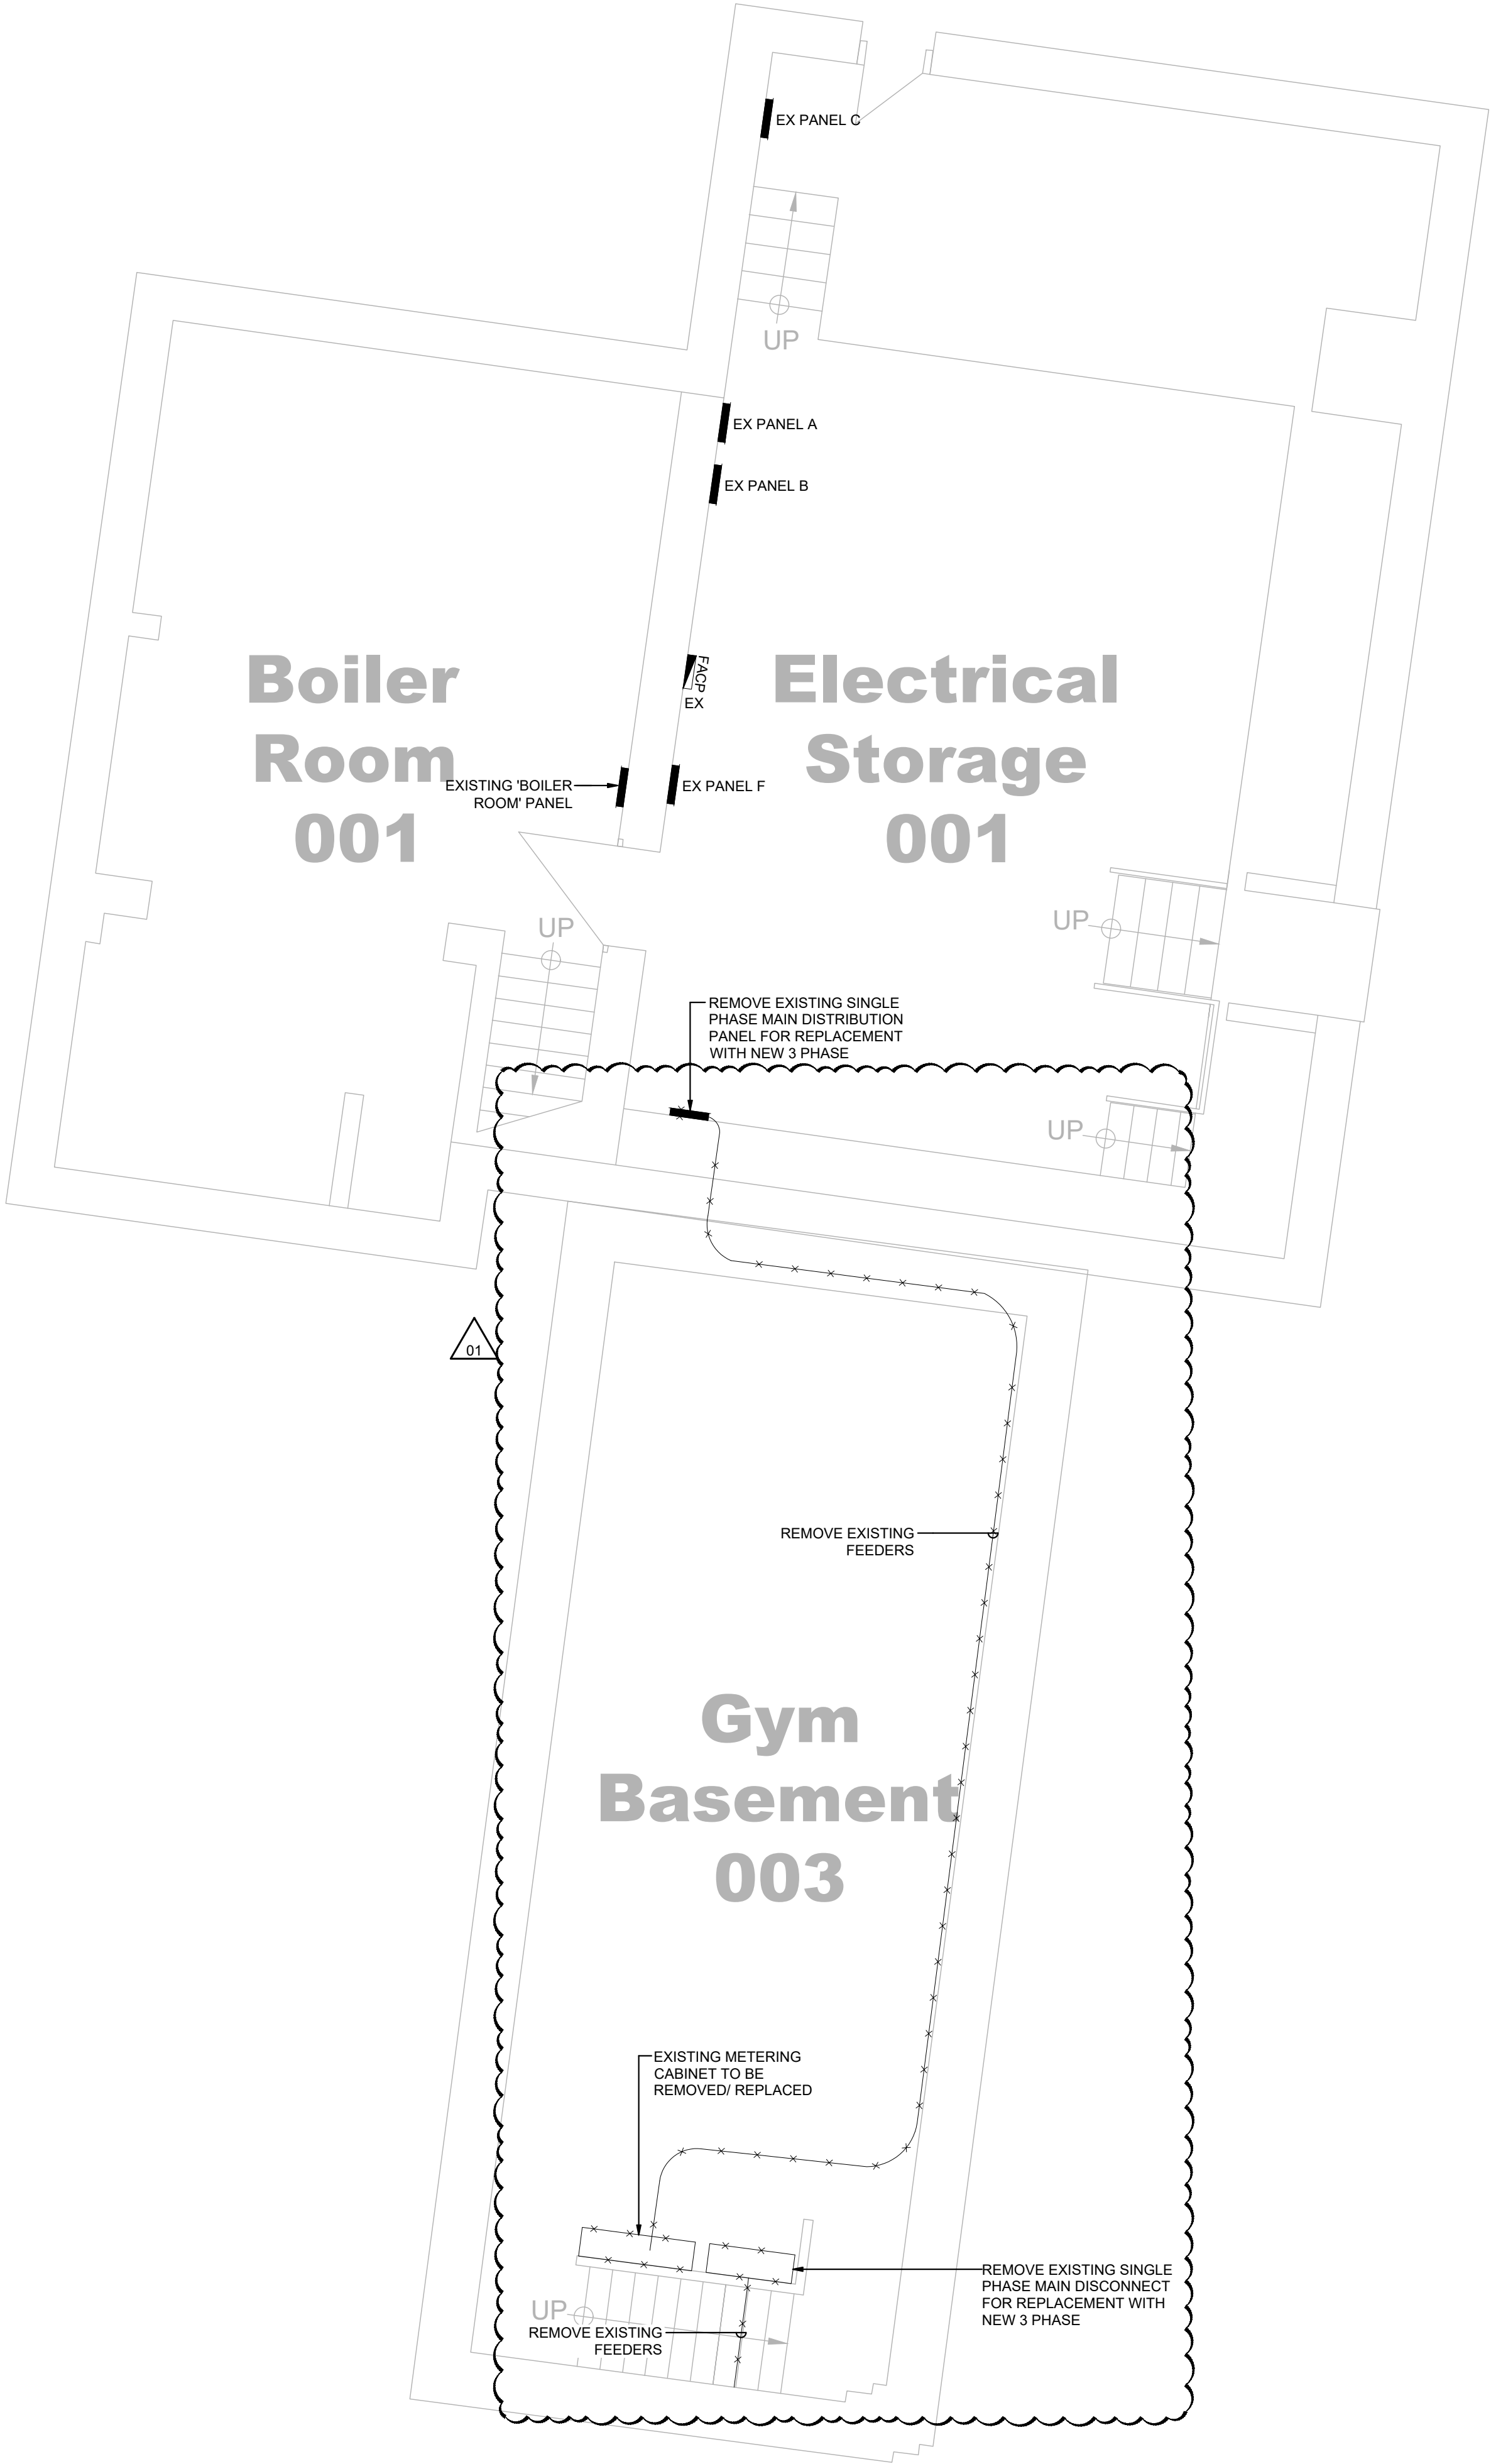 EX PANEL C
UP
EX PANEL A
EX PANEL B
Boiler
Room
001
Electrical
Storage
001
FACP
EX
EXISTING 'BOILER
ROOM' PANEL
EX PANEL F
UP
UP
REMOVE EXISTING SINGLE
PHASE MAIN DISTRIBUTION
PANEL FOR REPLACEMENT
WITH NEW 3 PHASE
UP
01
REMOVE EXISTING
FEEDERS
Gym
Basement
003
EXISTING METERING
CABINET TO BE
REMOVED/ REPLACED
REMOVE EXISTING SINGLE
PHASE MAIN DISCONNECT
FOR REPLACEMENT WITH
NEW 3 PHASE
UP
REMOVE EXISTING
FEEDERS